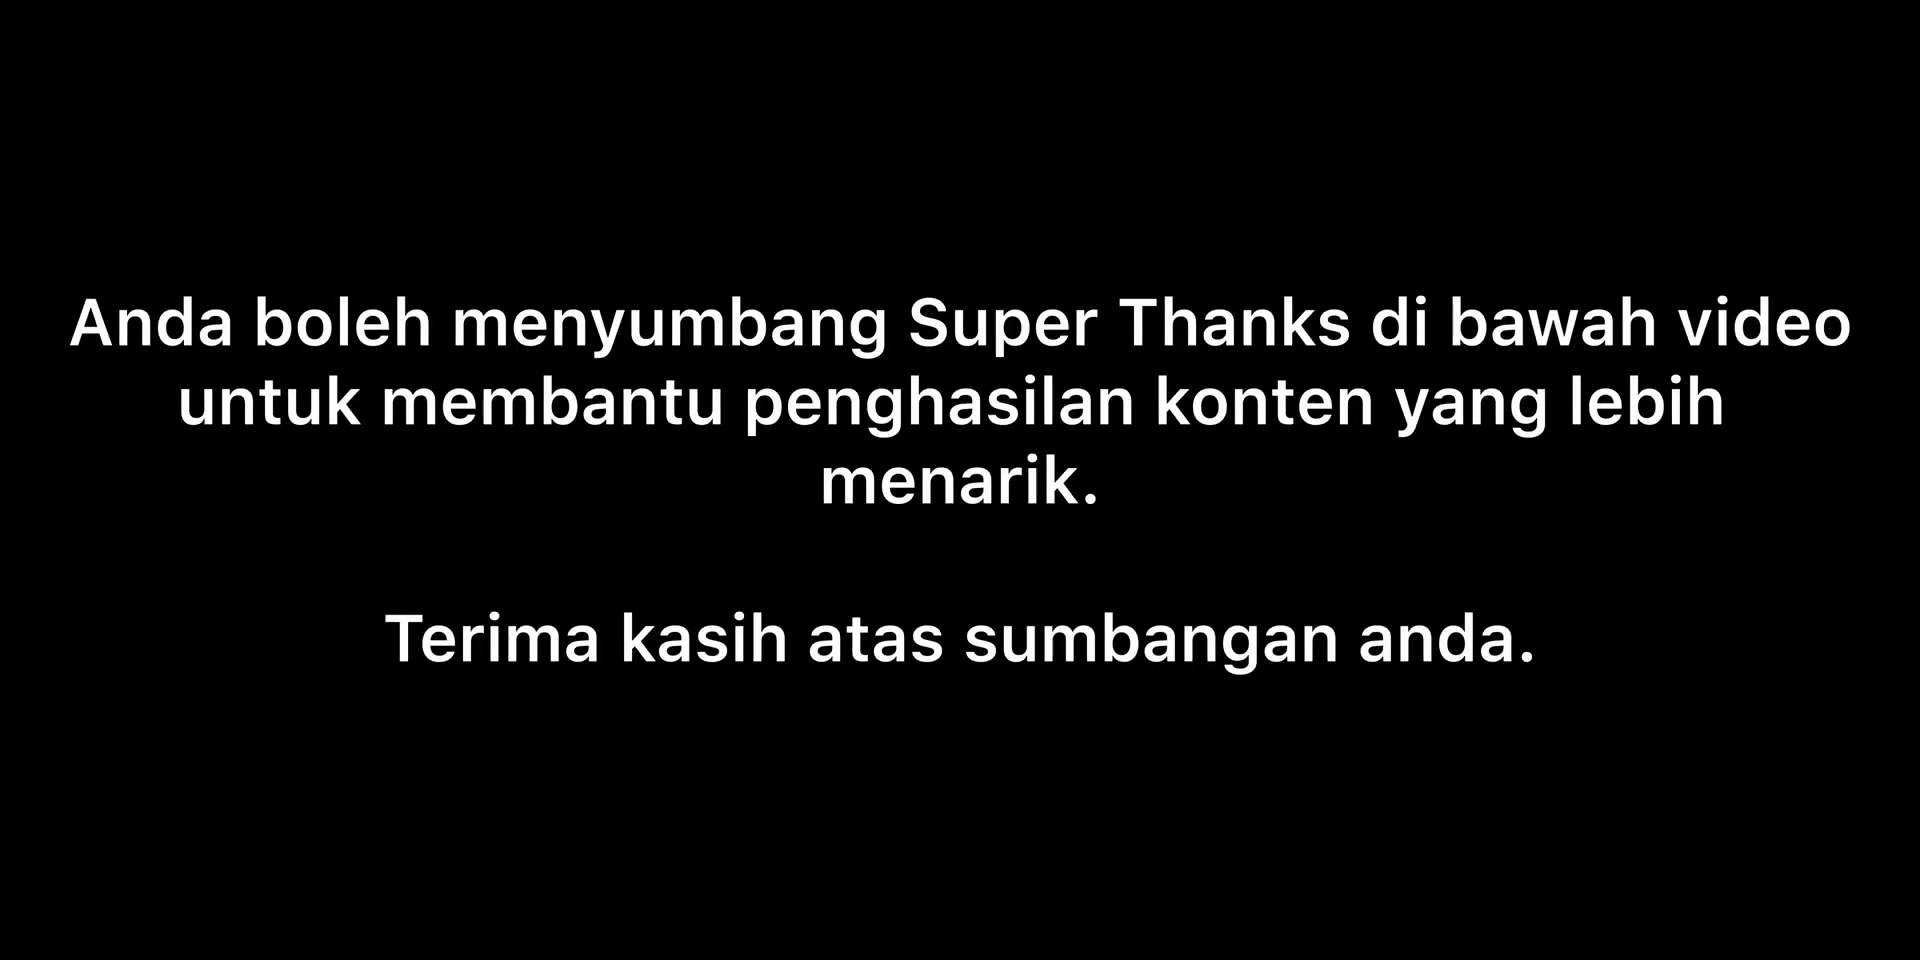 Anda boleh menyumbang Super Thanks di bawah video
untuk membantu penghasilan konten yang lebih
menarik.
Terima kasih atas sumbangan anda.